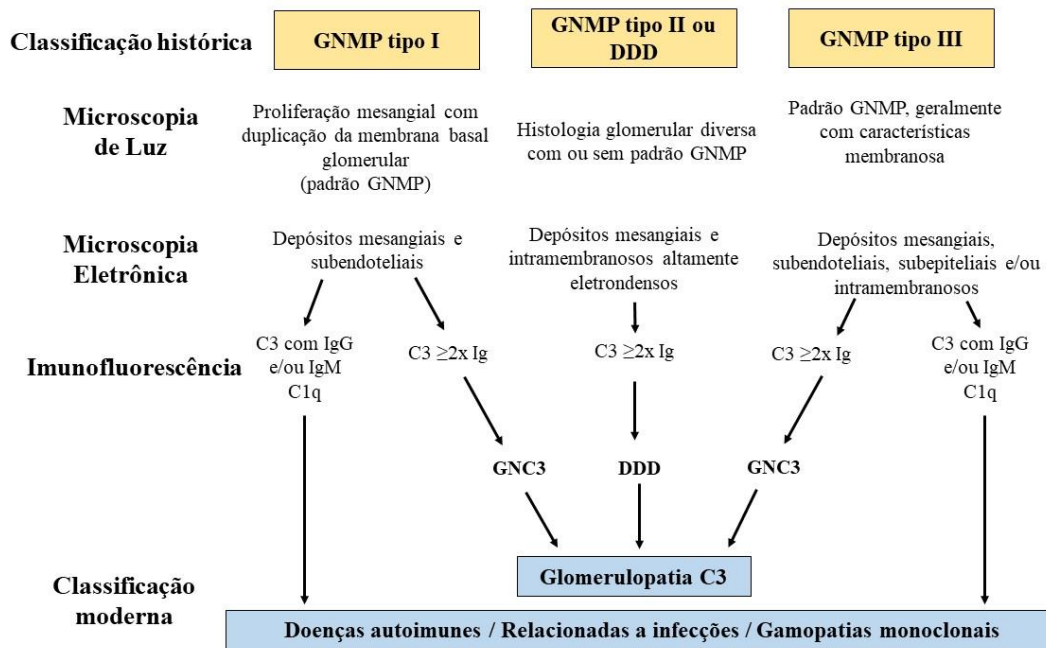 Classificação histórica
GNMP tipo I
GNMP tipo II ou
DDD
GNMP tipo III
Microscopia
de Luz
Proliferação mesangial com
duplicação da membrana basal
glomerular
(padrão GNMP)
Histologia glomerular diversa
com ou sem padrão GNMP
Padrão GNMP, geralmente
com características
membranosa
Microscopia
Eletrônica
Depósitos mesangiais e
subendoteliais
Depósitos mesangiais e
intramembranosos altamente
eletrondensos
Depósitos mesangiais,
subendoteliais, subepiteliais e/ou
intramembranosos
Imunofluorescência
C3 com IgG
e/ou IgM
C1q
C3 ≥2x Ig
C3 ≥2x Ig
C3 ≥2x Ig
C3 com IgG
e/ou IgM
C1q
GNC3
DDD
GNC3
Classificação
moderna
Glomerulopatia C3
Doenças autoimunes / Relacionadas a infecções / Gamopatias monoclonais